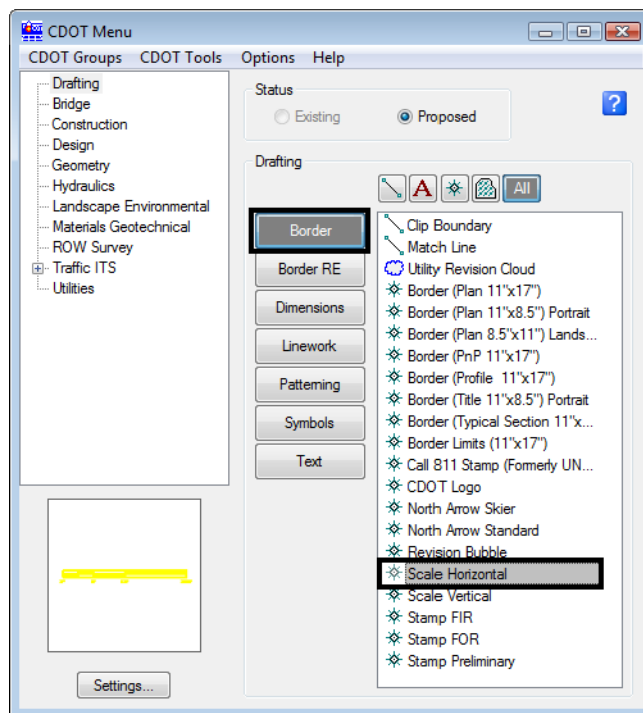 CDOT Menu
CDOT Groups CDOT Tools Options Help
Drafting
Bridge
Construction
Design
Geometry
Hydraulics
Landscape Environmental
Materials Geotechnical
ROW Survey
Traffic ITS
Utilities
Status
Existing Proposed
?
Drafting
A All
Border
Border RE
Dimensions
Linework
Patterning
Symbols
Text
Clip Boundary
Match Line
Utility Revision Cloud
Border (Plan 11"x17")
Border (Plan 11"x8.5") Portrait
Border (Plan 8.5"x11") Lands...
Border (PnP 11"x17")
Border (Profile 11"x17")
Border (Title 11"x8.5") Portrait
Border (Typical Section 11"x...
Border Limits (11"x17")
Call 811 Stamp (Formerly UN...
CDOT Logo
North Arrow Skier
North Arrow Standard
Revision Bubble
Scale Horizontal
Scale Vertical
Stamp FIR
Stamp FOR
Stamp Preliminary
Settings...